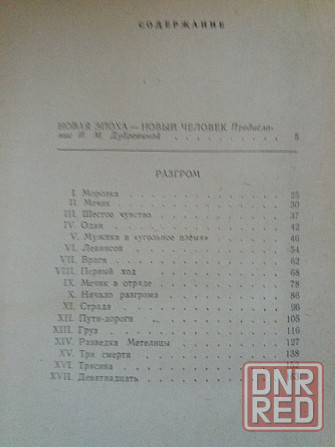 СОДЕРЖАНИЕ
НОВАЯ ЭПОХА — НОВЫЙ ЧЕЛОВЕК Предисло-
вие И. М. Дубровиной . . . . . . . . 5
РАЗГРОМ
I. Морозка . . . . . . . . 25
II. Мечик . . . . . . . . 30
III. Шестое чувство . . . . . . . . 37
IV. Один . . . . . . . . 42
V. Мужики и «угольное племя» . . . . 46
VI. Левинсон . . . . . . . . 54
VII. Враги . . . . . . . . 62
VIII. Первый ход . . . . . . . . 68
IX. Мечик в отряде . . . . . . . . 78
X. Начало разгрома . . . . . . . . 86
XI. Страда . . . . . . . . 96
XII. Пути-дороги . . . . . . . . 105
XIII. Груз . . . . . . . . 116
XIV. Разведка Метелицы . . . . . . . . 127
XV. Три смерти . . . . . . . . 138
XVI. Трясина . . . . . . . .
XVII. Девятнадцать . . . . . . . .
DNR
RED